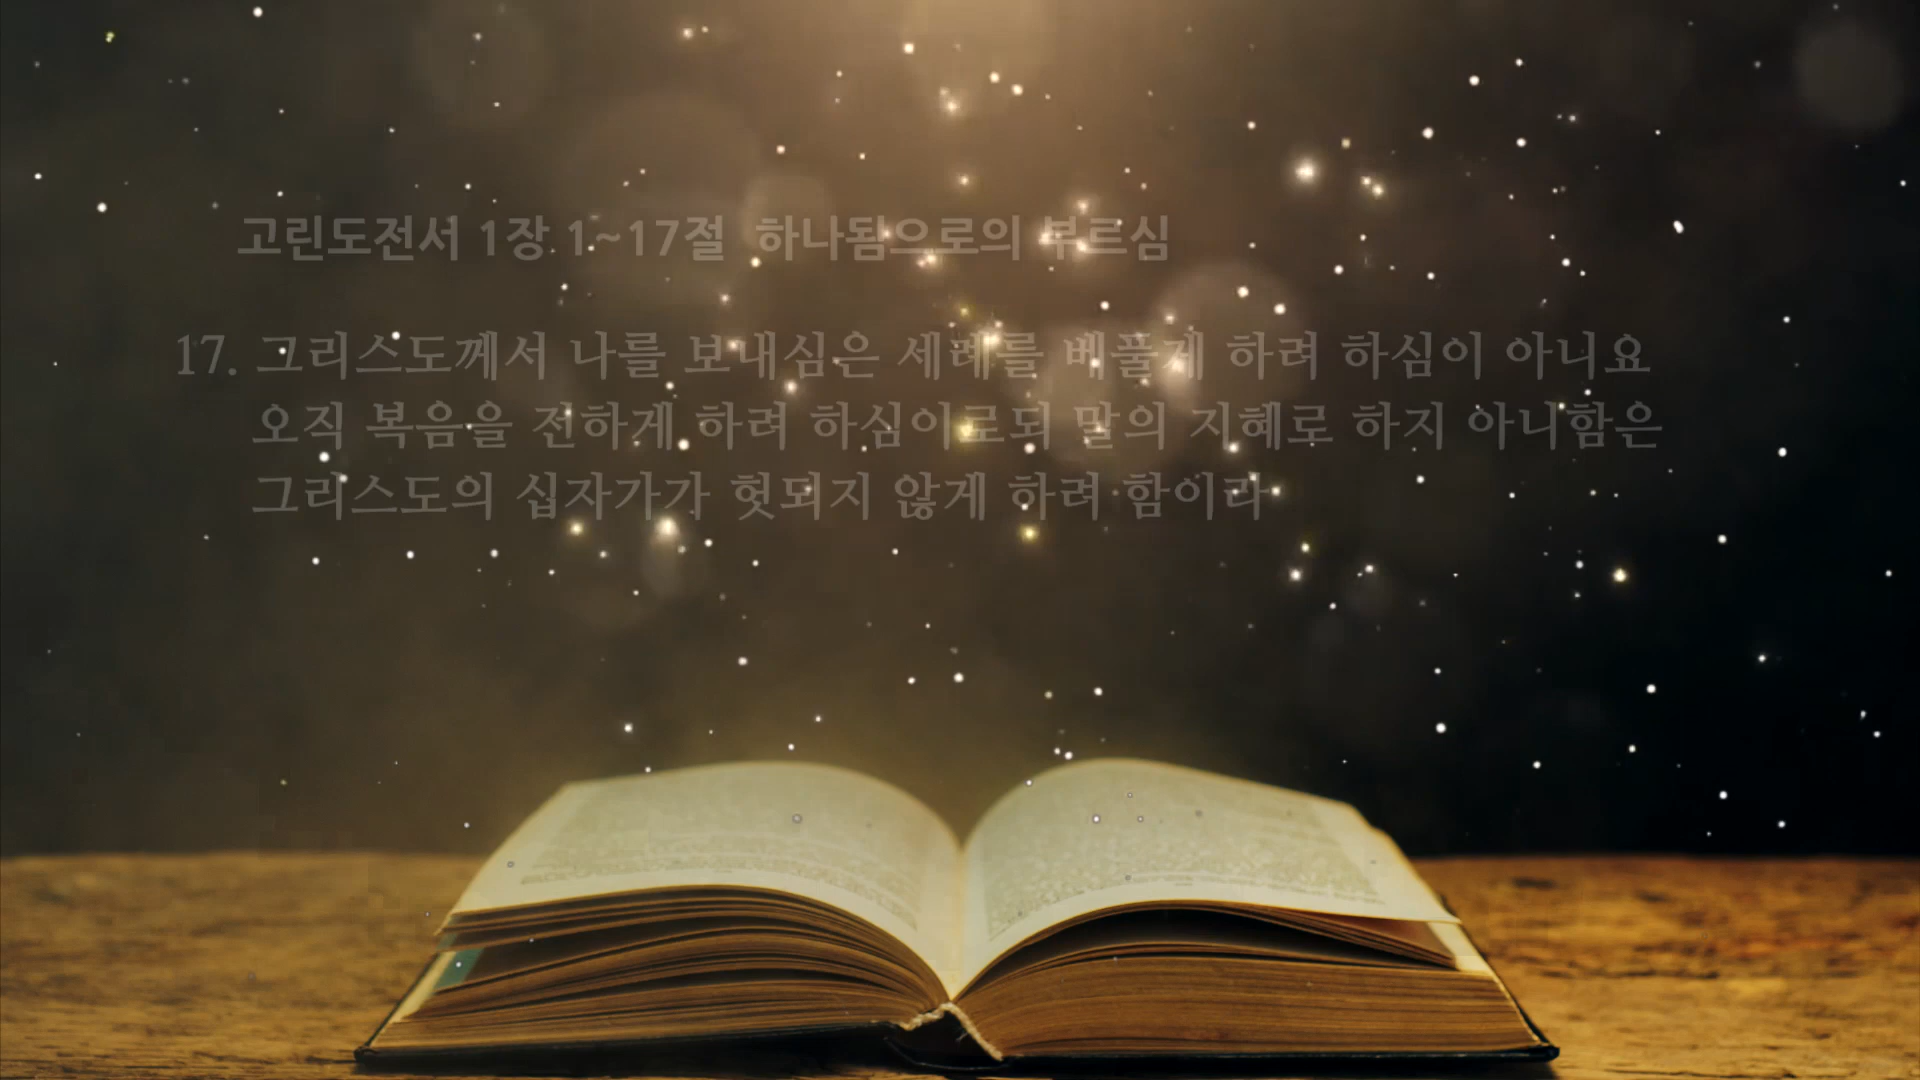 고린도전서 1장 1~17절 하나됨으로의 부르심
17. 그리스도께서 나를 보내심은 세례를 베풀게 하려 하심이 아니요
오직 복음을 전하게 하려 하심이로되 말의 지혜로 하지 아니함은
그리스도의 십자가가 헛되지 않게 하려 함이라